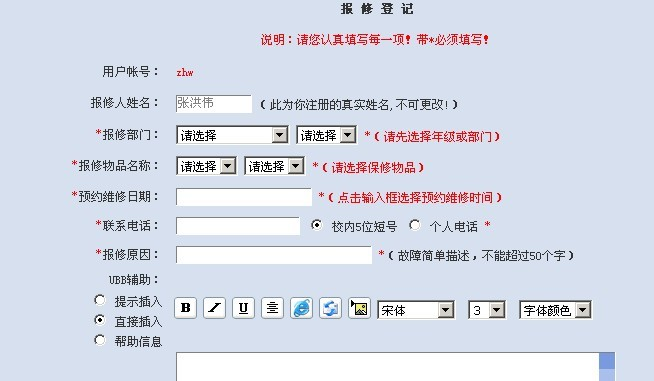 报 修 登 记
说明：请您认真填写每一项！带*必须填写！
用户帐号： zhw
报修人姓名： 张洪伟 （此为你注册的真实姓名,不可更改！）
*报修部门： 请选择 请选择 *（请先选择年级或部门）
*报修物品名称： 请选择 请选择 *（请选择保修物品）
*预约维修日期： *（点击输入框选择预约维修时间）
*联系电话： 校内5位短号 个人电话 *
*报修原因： *（故障简单描述，不能超过50个字）
UBB辅助：
提示插入
直接插入 B I U 宋体 3 字体颜色
帮助信息